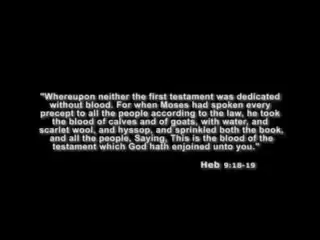 "Whereupon neither the first testament was dedicated
without blood. For when Moses had spoken every
precept to all the people according to the law, he took
the blood of calves and of goats, with water, and
scarlet wool, and hyssop, and sprinkled both the book,
and all the people, Saying, This is the blood of the
testament which God hath enjoined unto you."
Heb 9:18-19